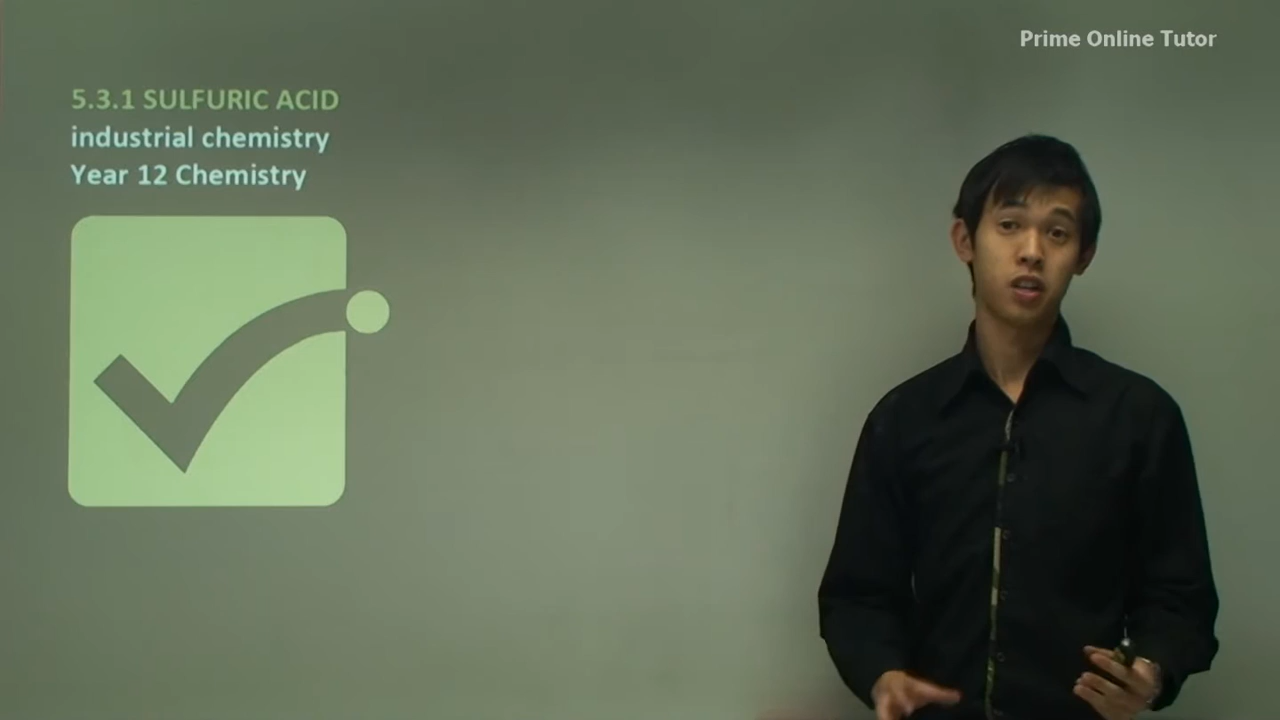 Prime Online Tutor
5.3.1 SULFURIC ACID
industrial chemistry
Year 12 Chemistry